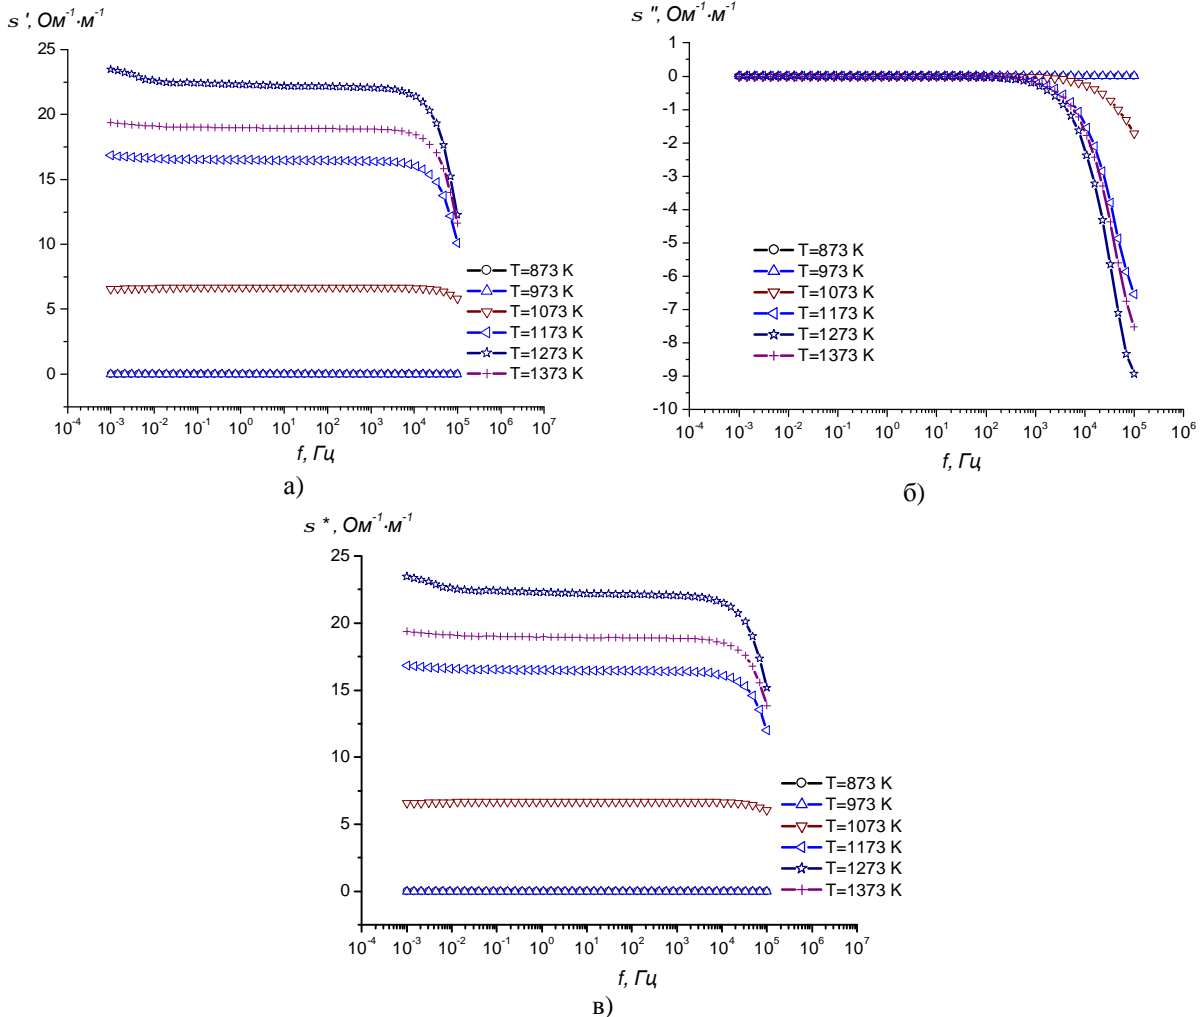 s ', Ом⁻¹·м⁻¹
25
20
15
10
5
0
T=873 K
T=973 K
T=1073 K
T=1173 K
T=1273 K
T=1373 K
10⁻⁴ 10⁻³ 10⁻² 10⁻¹ 10⁰ 10¹ 10² 10³ 10⁴ 10⁵ 10⁶ 10⁷
f, Гц
а)
s ", Ом⁻¹·м⁻¹
1
0
-1
-2
-3
-4
-5
-6
-7
-8
-9
-10
T=873 K
T=973 K
T=1073 K
T=1173 K
T=1273 K
T=1373 K
10⁻⁴ 10⁻³ 10⁻² 10⁻¹ 10⁰ 10¹ 10² 10³ 10⁴ 10⁵ 10⁶
f, Гц
б)
s *, Ом⁻¹·м⁻¹
25
20
15
10
5
0
T=873 K
T=973 K
T=1073 K
T=1173 K
T=1273 K
T=1373 K
10⁻⁴ 10⁻³ 10⁻² 10⁻¹ 10⁰ 10¹ 10² 10³ 10⁴ 10⁵ 10⁶ 10⁷
f, Гц
в)